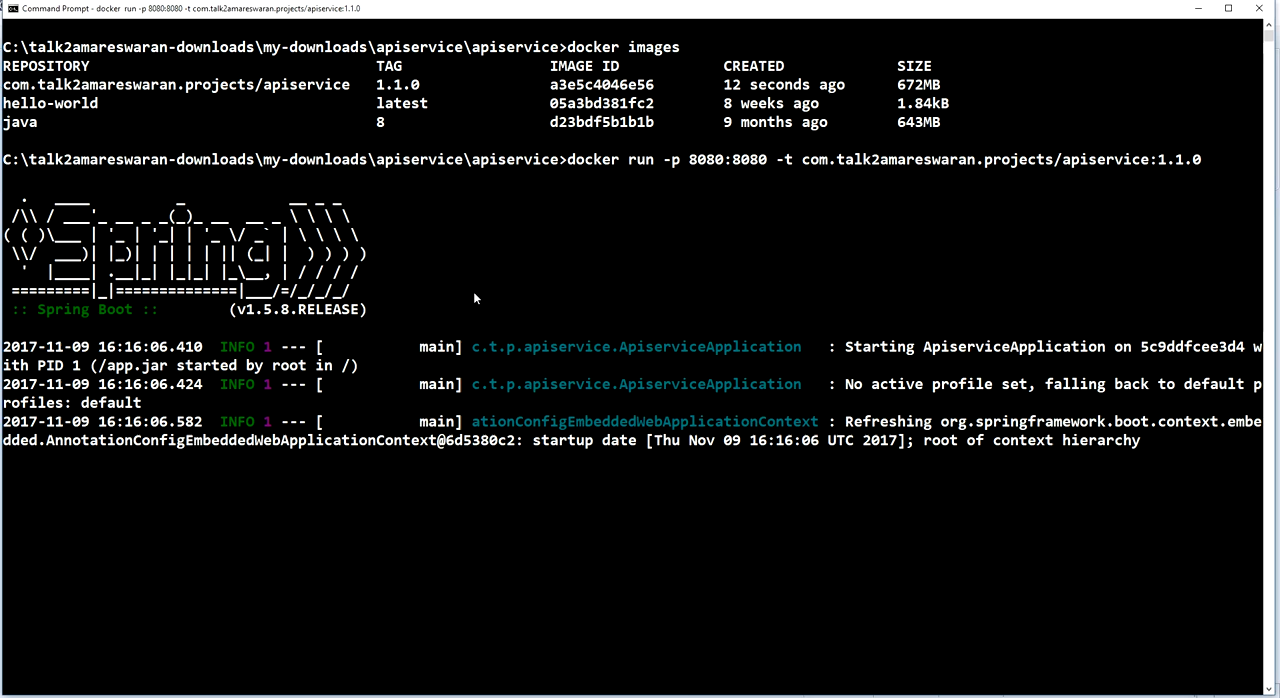 Command Prompt - docker run -p 8080:8080 -t com.talk2amareswaran.projects/apiservice:1.1.0
C:\talk2amareswaran-downloads\my-downloads\apiservice\apiservice>docker images
REPOSITORY TAG IMAGE ID CREATED SIZE
com.talk2amareswaran.projects/apiservice 1.1.0 a3e5c4046e56 12 seconds ago 672MB
hello-world latest 05a3bd381fc2 8 weeks ago 1.84kB
java 8 d23bdf5b1b1b 9 months ago 643MB
C:\talk2amareswaran-downloads\my-downloads\apiservice\apiservice>docker run -p 8080:8080 -t com.talk2amareswaran.projects/apiservice:1.1.0
Spring
:: Spring Boot :: (v1.5.8.RELEASE)
2017-11-09 16:16:06.410 INFO 1 --- [ main] c.t.p.apiservice.ApiserviceApplication : Starting ApiserviceApplication on 5c9ddfcee3d4 w
ith PID 1 (/app.jar started by root in /)
2017-11-09 16:16:06.424 INFO 1 --- [ main] c.t.p.apiservice.ApiserviceApplication : No active profile set, falling back to default p
rofiles: default
2017-11-09 16:16:06.582 INFO 1 --- [ main] ationConfigEmbeddedWebApplicationContext : Refreshing org.springframework.boot.context.embe
dded.AnnotationConfigEmbeddedWebApplicationContext@6d5380c2: startup date [Thu Nov 09 16:16:06 UTC 2017]; root of context hierarchy